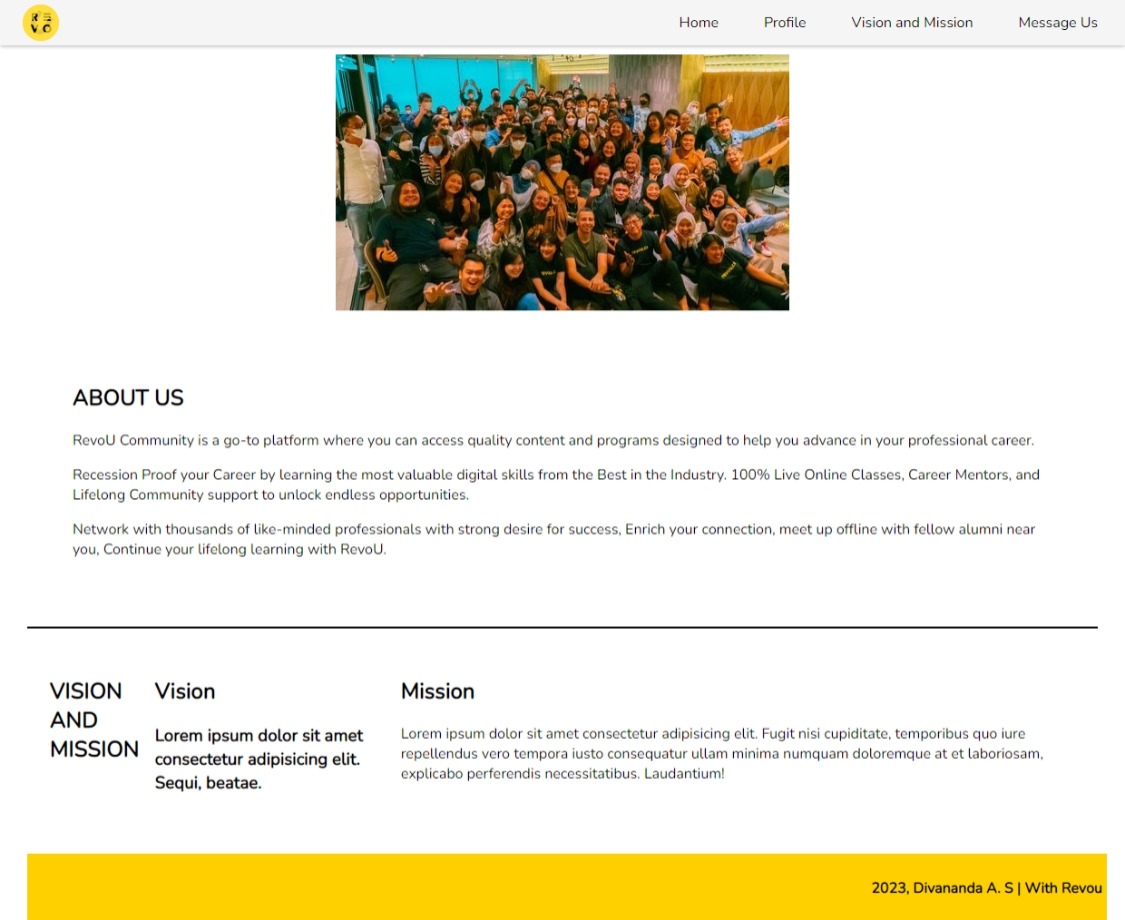 RE
VO
Home Profile Vision and Mission Message Us
ABOUT US
RevoU Community is a go-to platform where you can access quality content and programs designed to help you advance in your professional career.
Recession Proof your Career by learning the most valuable digital skills from the Best in the Industry. 100% Live Online Classes, Career Mentors, and
Lifelong Community support to unlock endless opportunities.
Network with thousands of like-minded professionals with strong desire for success, Enrich your connection, meet up offline with fellow alumni near
you, Continue your lifelong learning with RevoU.
VISION
AND
MISSION
Vision
Lorem ipsum dolor sit amet
consectetur adipisicing elit.
Sequi, beatae.
Mission
Lorem ipsum dolor sit amet consectetur adipisicing elit. Fugit nisi cupiditate, temporibus quo iure
repellendus vero tempora iusto consequatur ullam minima numquam doloremque at et laboriosam,
explicabo perferendis necessitatibus. Laudantium!
2023, Divananda A. S | With Revou